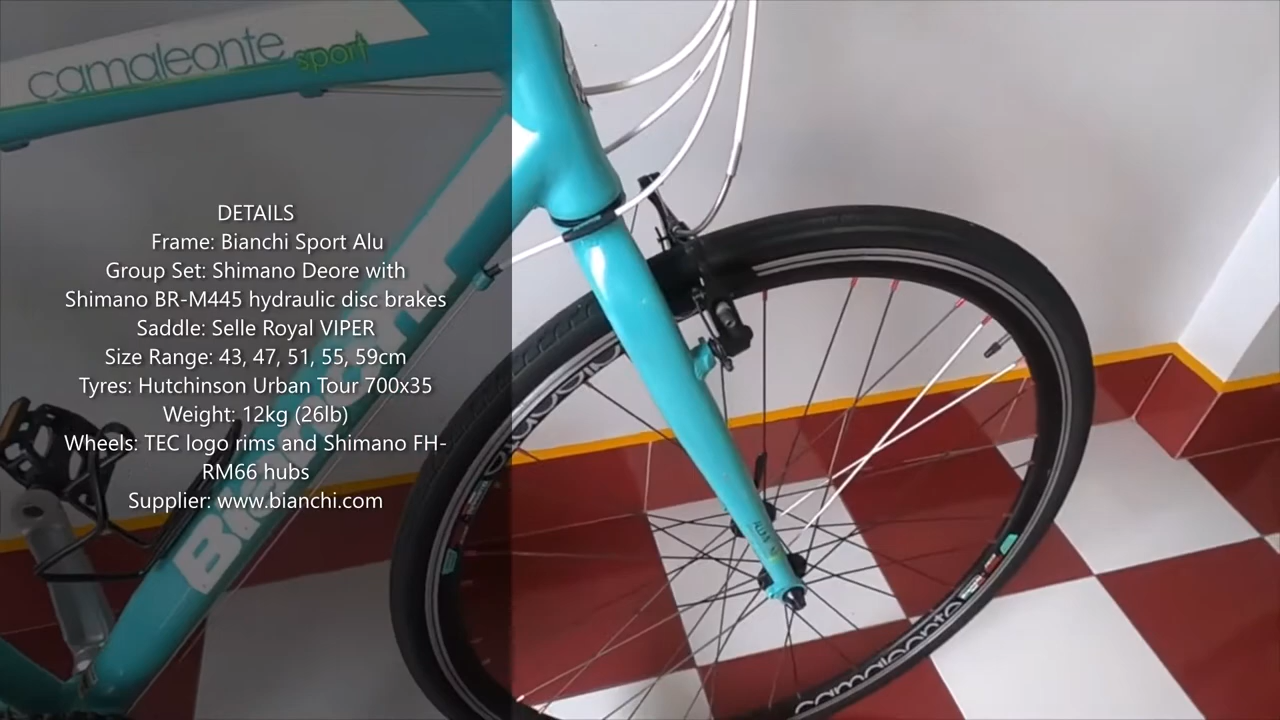 camaleonte sport
DETAILS
Frame: Bianchi Sport Alu
Group Set: Shimano Deore with
Shimano BR-M445 hydraulic disc brakes
Saddle: Selle Royal VIPER
Size Range: 43, 47, 51, 55, 59cm
Tyres: Hutchinson Urban Tour 700x35
Weight: 12kg (26lb)
Wheels: TEC logo rims and Shimano FH-
RM66 hubs
Supplier: www.bianchi.com
Bianchi
camaleonte